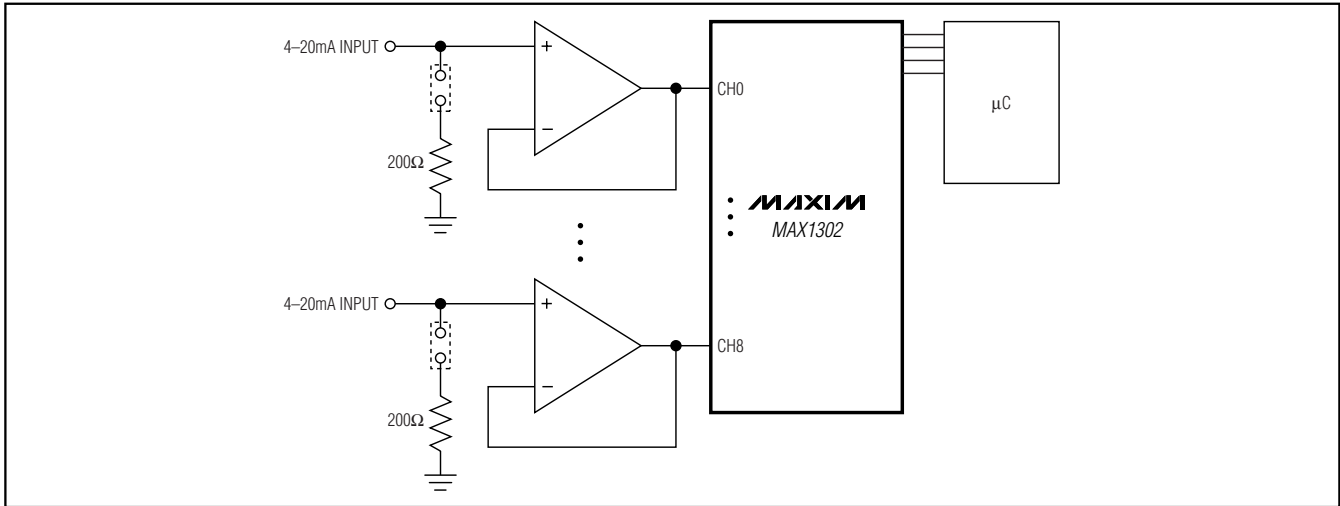 4–20mA INPUT
+
−
200Ω
CH0
µC
MAXIM
MAX1302
4–20mA INPUT
+
−
200Ω
CH8